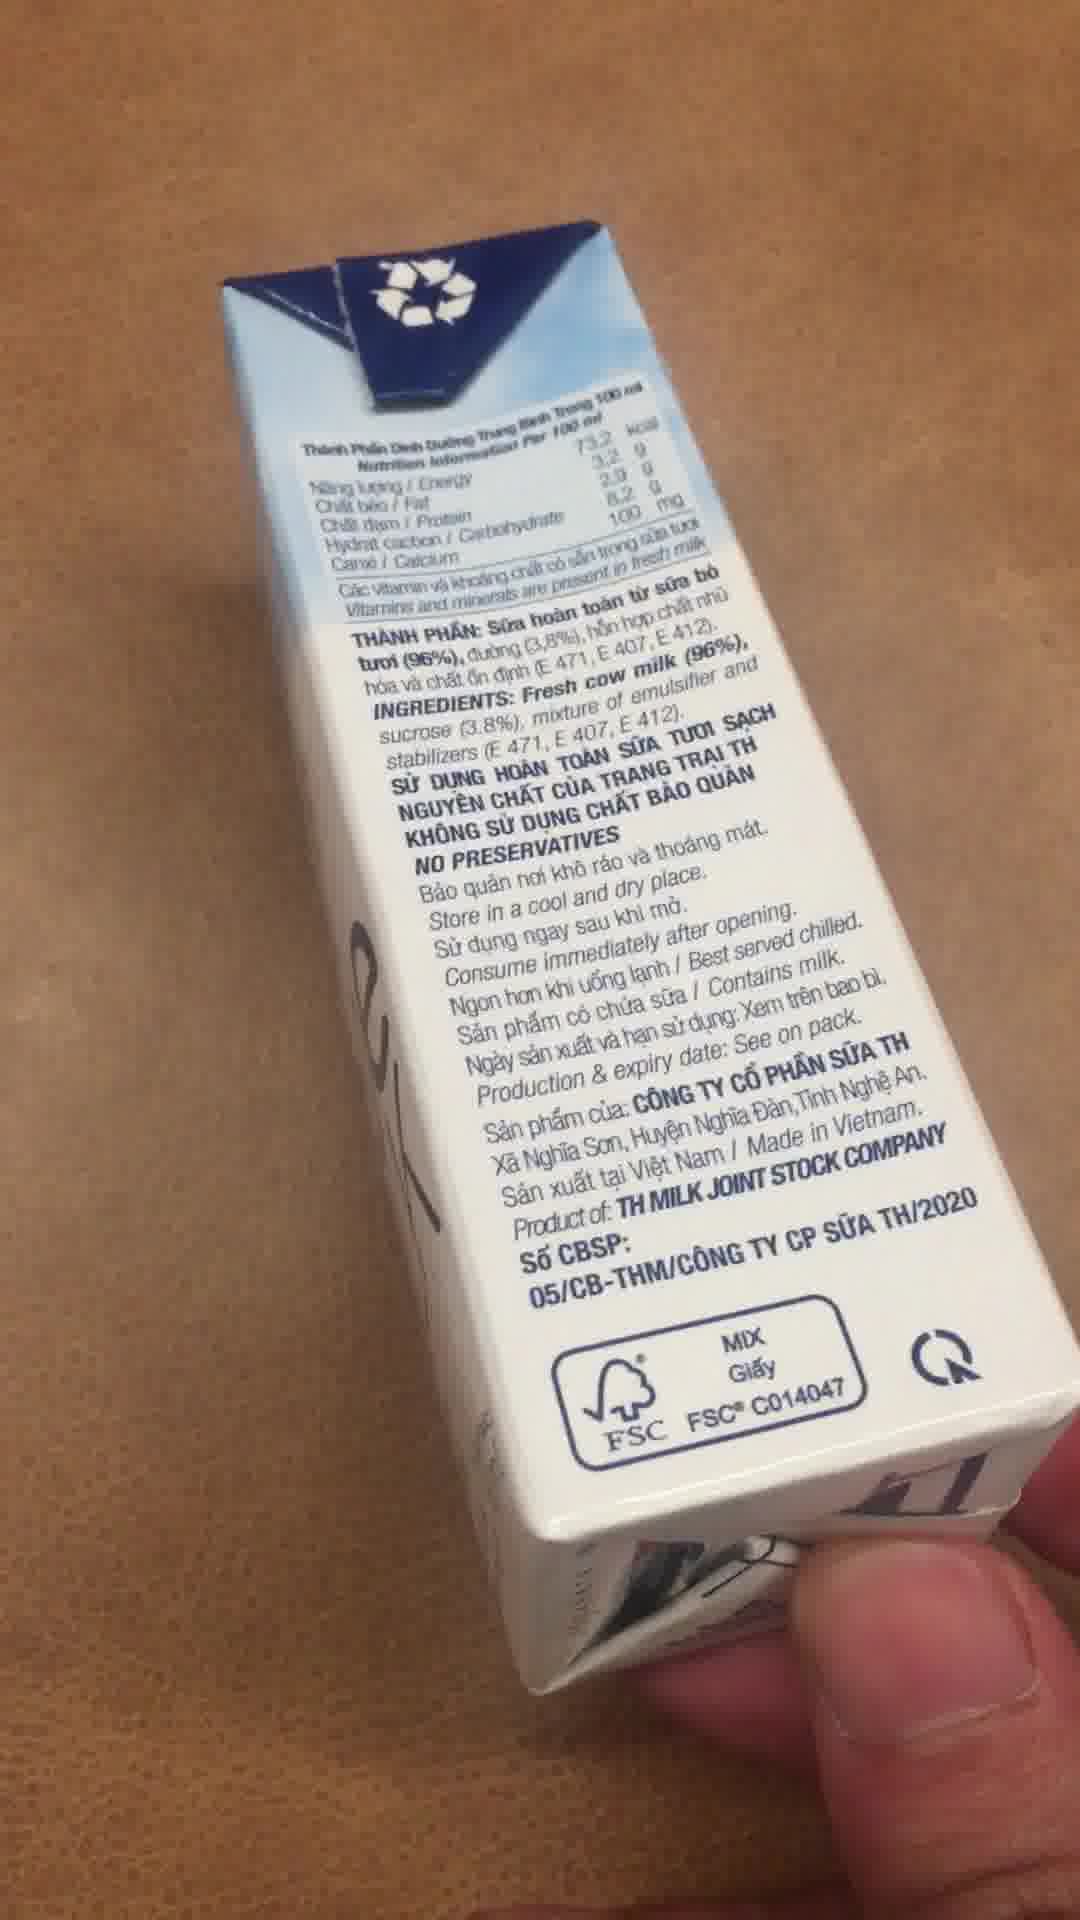 Thành Phần Dinh Dưỡng Trung Bình Trong 100 ml
Nutrition Information Per 100 ml
Năng lượng / Energy 73,2 kcal
Chất béo / Fat 3,2 g
Chất đạm / Protein 2,9 g
Hydrat cacbon / Carbohydrate 8,2 g
Canxi / Calcium 100 mg
Các vitamin và khoáng chất có sẵn trong sữa tươi
Vitamins and minerals are present in fresh milk
THÀNH PHẦN: Sữa hoàn toàn từ sữa bò
tươi (96%), đường (3,8%), hỗn hợp chất nhũ
hóa và chất ổn định (E 471, E 407, E 412).
INGREDIENTS: Fresh cow milk (96%),
sucrose (3.8%), mixture of emulsifier and
stabilizers (E 471, E 407, E 412).
SỬ DỤNG HOÀN TOÀN SỮA TƯƠI SẠCH
NGUYÊN CHẤT CỦA TRANG TRẠI TH
KHÔNG SỬ DỤNG CHẤT BẢO QUẢN
NO PRESERVATIVES
Bảo quản nơi khô ráo và thoáng mát.
Store in a cool and dry place.
Sử dụng ngay sau khi mở.
Consume immediately after opening.
Ngon hơn khi uống lạnh / Best served chilled.
Sản phẩm có chứa sữa / Contains milk.
Ngày sản xuất và hạn sử dụng: Xem trên bao bì.
Production & expiry date: See on pack.
Sản phẩm của: CÔNG TY CỔ PHẦN SỮA TH
Xã Nghĩa Sơn, Huyện Nghĩa Đàn, Tỉnh Nghệ An.
Sản xuất tại Việt Nam / Made in Vietnam.
Product of: TH MILK JOINT STOCK COMPANY
Số CBSP:
05/CB-THM/CÔNG TY CP SỮA TH/2020
MIX
Giấy
FSC FSC® C014047